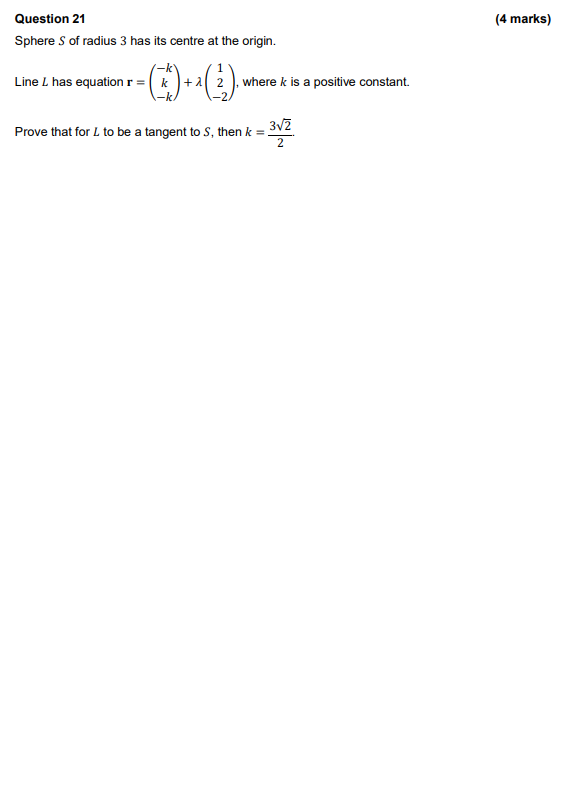 Question 21 (4 marks)
Sphere S of radius 3 has its centre at the origin.
Line L has equation r = (−k, k, −k) + λ(1, 2, −2), where k is a positive constant.
Prove that for L to be a tangent to S, then k = 3√2/2.